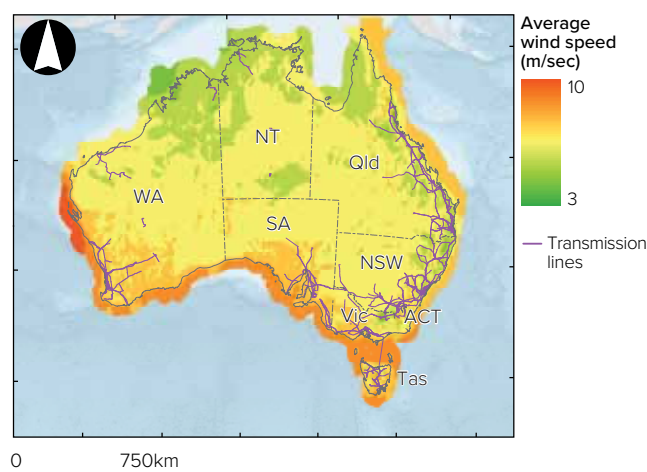 Average
wind speed
(m/sec)
10
3
Transmission
lines
NT
Qld
WA
SA
NSW
Vic
ACT
Tas
0
750km